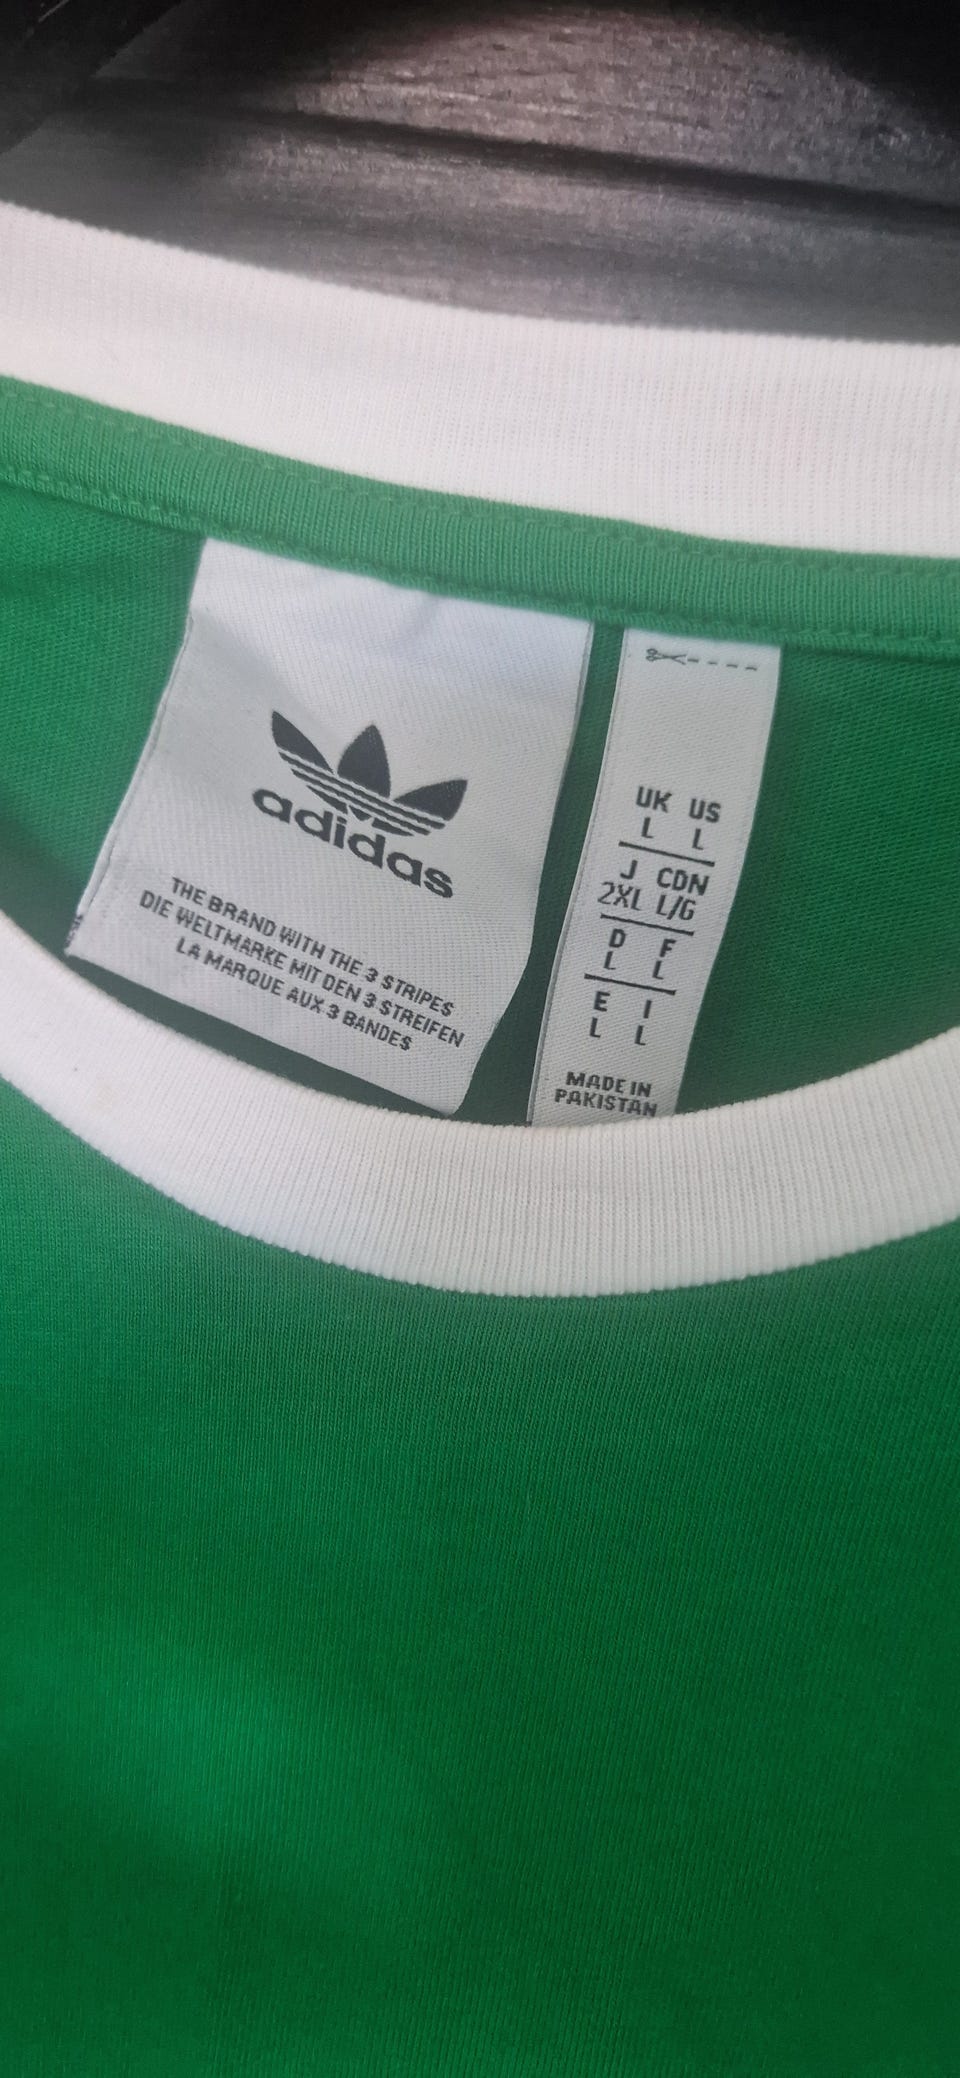 adidas
THE BRAND WITH THE 3 STRIPES
DIE WELTMARKE MIT DEN 3 STREIFEN
LA MARQUE AUX 3 BANDES
UK US
L L
J CDN
2XL L/G
D F
L L
E I
L L
MADE IN
PAKISTAN